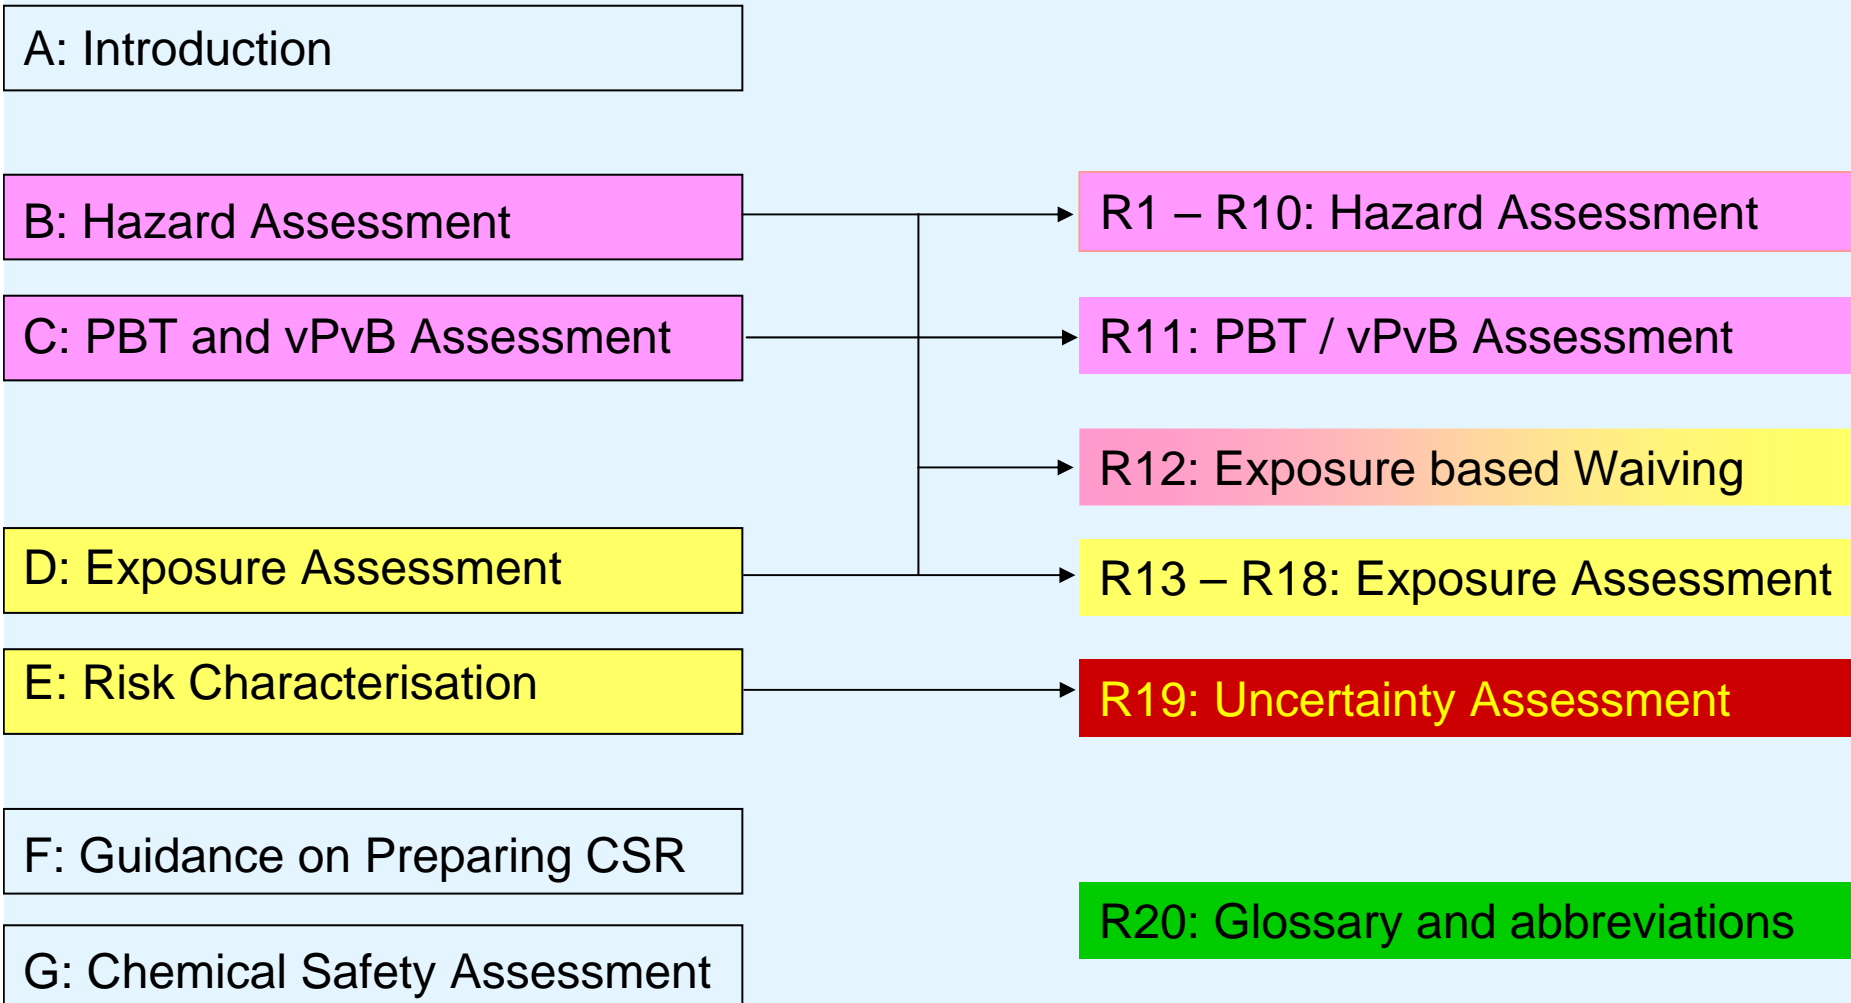 A: Introduction
B: Hazard Assessment
R1 – R10: Hazard Assessment
C: PBT and vPvB Assessment
R11: PBT / vPvB Assessment
R12: Exposure based Waiving
D: Exposure Assessment
R13 – R18: Exposure Assessment
E: Risk Characterisation
R19: Uncertainty Assessment
F: Guidance on Preparing CSR
R20: Glossary and abbreviations
G: Chemical Safety Assessment